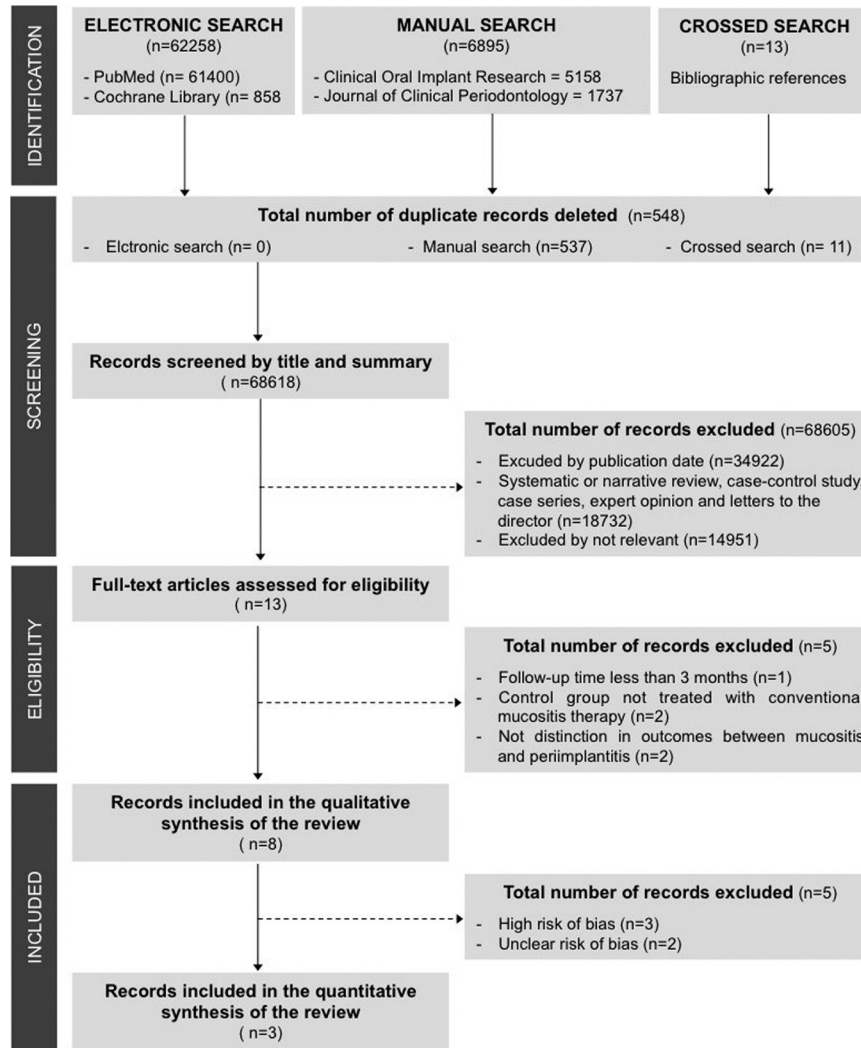 IDENTIFICATION
ELECTRONIC SEARCH
(n=62258)
- PubMed (n= 61400)
- Cochrane Library (n= 858
MANUAL SEARCH
(n=6895)
- Clinical Oral Implant Research = 5158
- Journal of Clinical Periodontology = 1737
CROSSED SEARCH
(n=13)
Bibliographic references
SCREENING
Total number of duplicate records deleted (n=548)
- Elctronic search (n= 0)
- Manual search (n=537)
- Crossed search (n= 11)
Records screened by title and summary
( n=68618)
Total number of records excluded (n=68605)
- Excuded by publication date (n=34922)
- Systematic or narrative review, case-control study,
case series, expert opinion and letters to the
director (n=18732)
- Excluded by not relevant (n=14951)
ELIGIBILITY
Full-text articles assessed for eligibility
( n=13)
Total number of records excluded (n=5)
- Follow-up time less than 3 months (n=1)
- Control group not treated with conventiona
mucositis therapy (n=2)
- Not distinction in outcomes between mucositis
and periimplantitis (n=2)
INCLUDED
Records included in the qualitative
synthesis of the review
( n=8)
Total number of records excluded (n=5)
- High risk of bias (n=3)
- Unclear risk of bias (n=2)
Records included in the quantitative
synthesis of the review
( n=3)